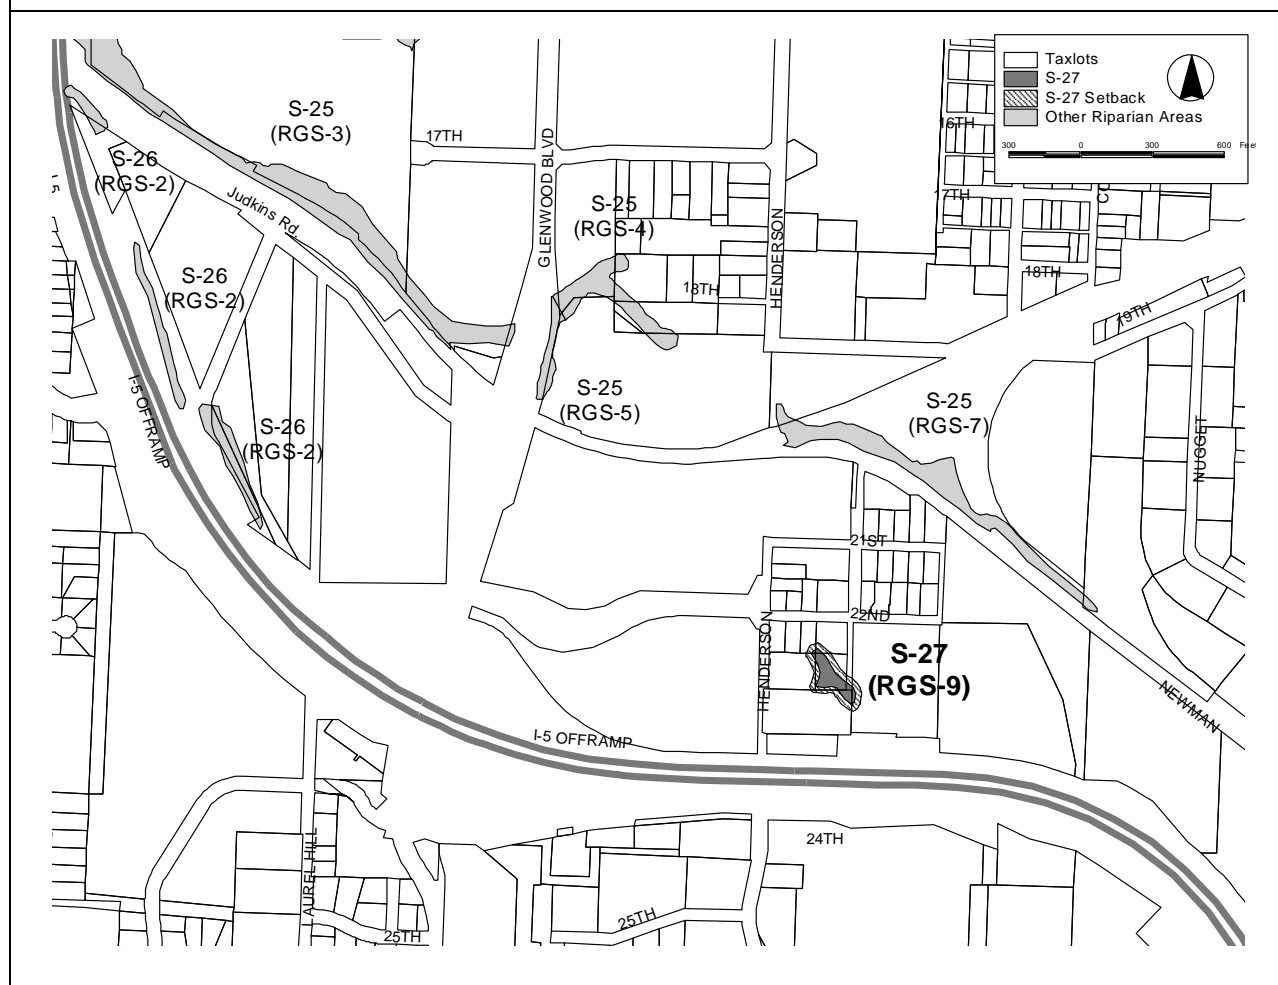 Taxlots
S-27
S-27 Setback
Other Riparian Areas
300 0 300 600 Feet
S-25
(RGS-3)
17TH
GLENWOOD BLVD
16TH
S-26
(RGS-2)
I-5
Judkins Rd.
S-25
(RGS-4)
HENDERSON
17TH
CO
S-26
(RGS-2)
18TH
18TH
19TH
I-5 OFFRAMP
S-25
(RGS-5)
S-25
(RGS-7)
NUGGET
S-26
(RGS-2)
21ST
22ND
HENDERSON
S-27
(RGS-9)
NEWMAN
I-5 OFFRAMP
24TH
LAUREL HILL
25TH
25TH